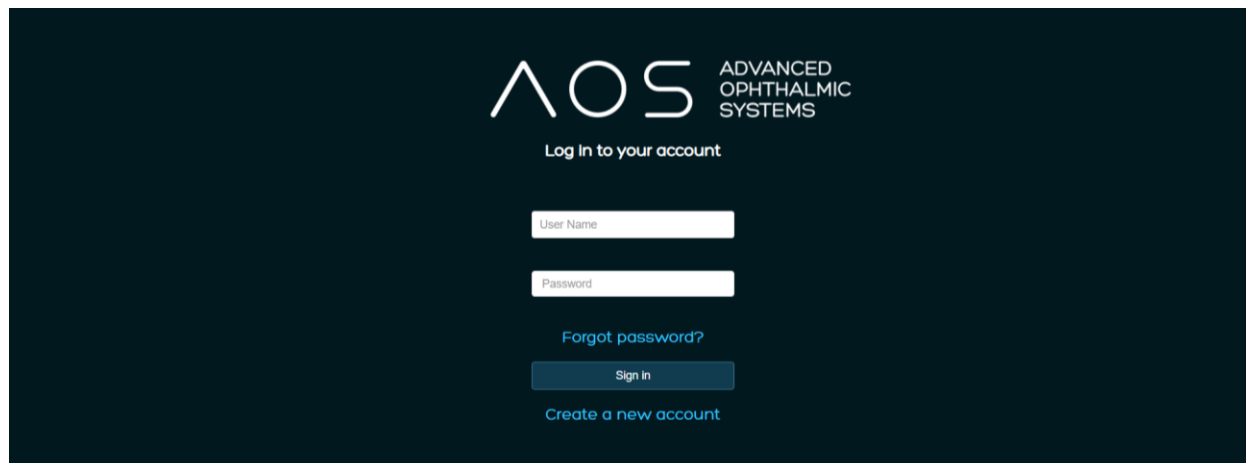 AOS
ADVANCED
OPHTHALMIC
SYSTEMS
Log in to your account
User Name
Password
Forgot password?
Sign in
Create a new account